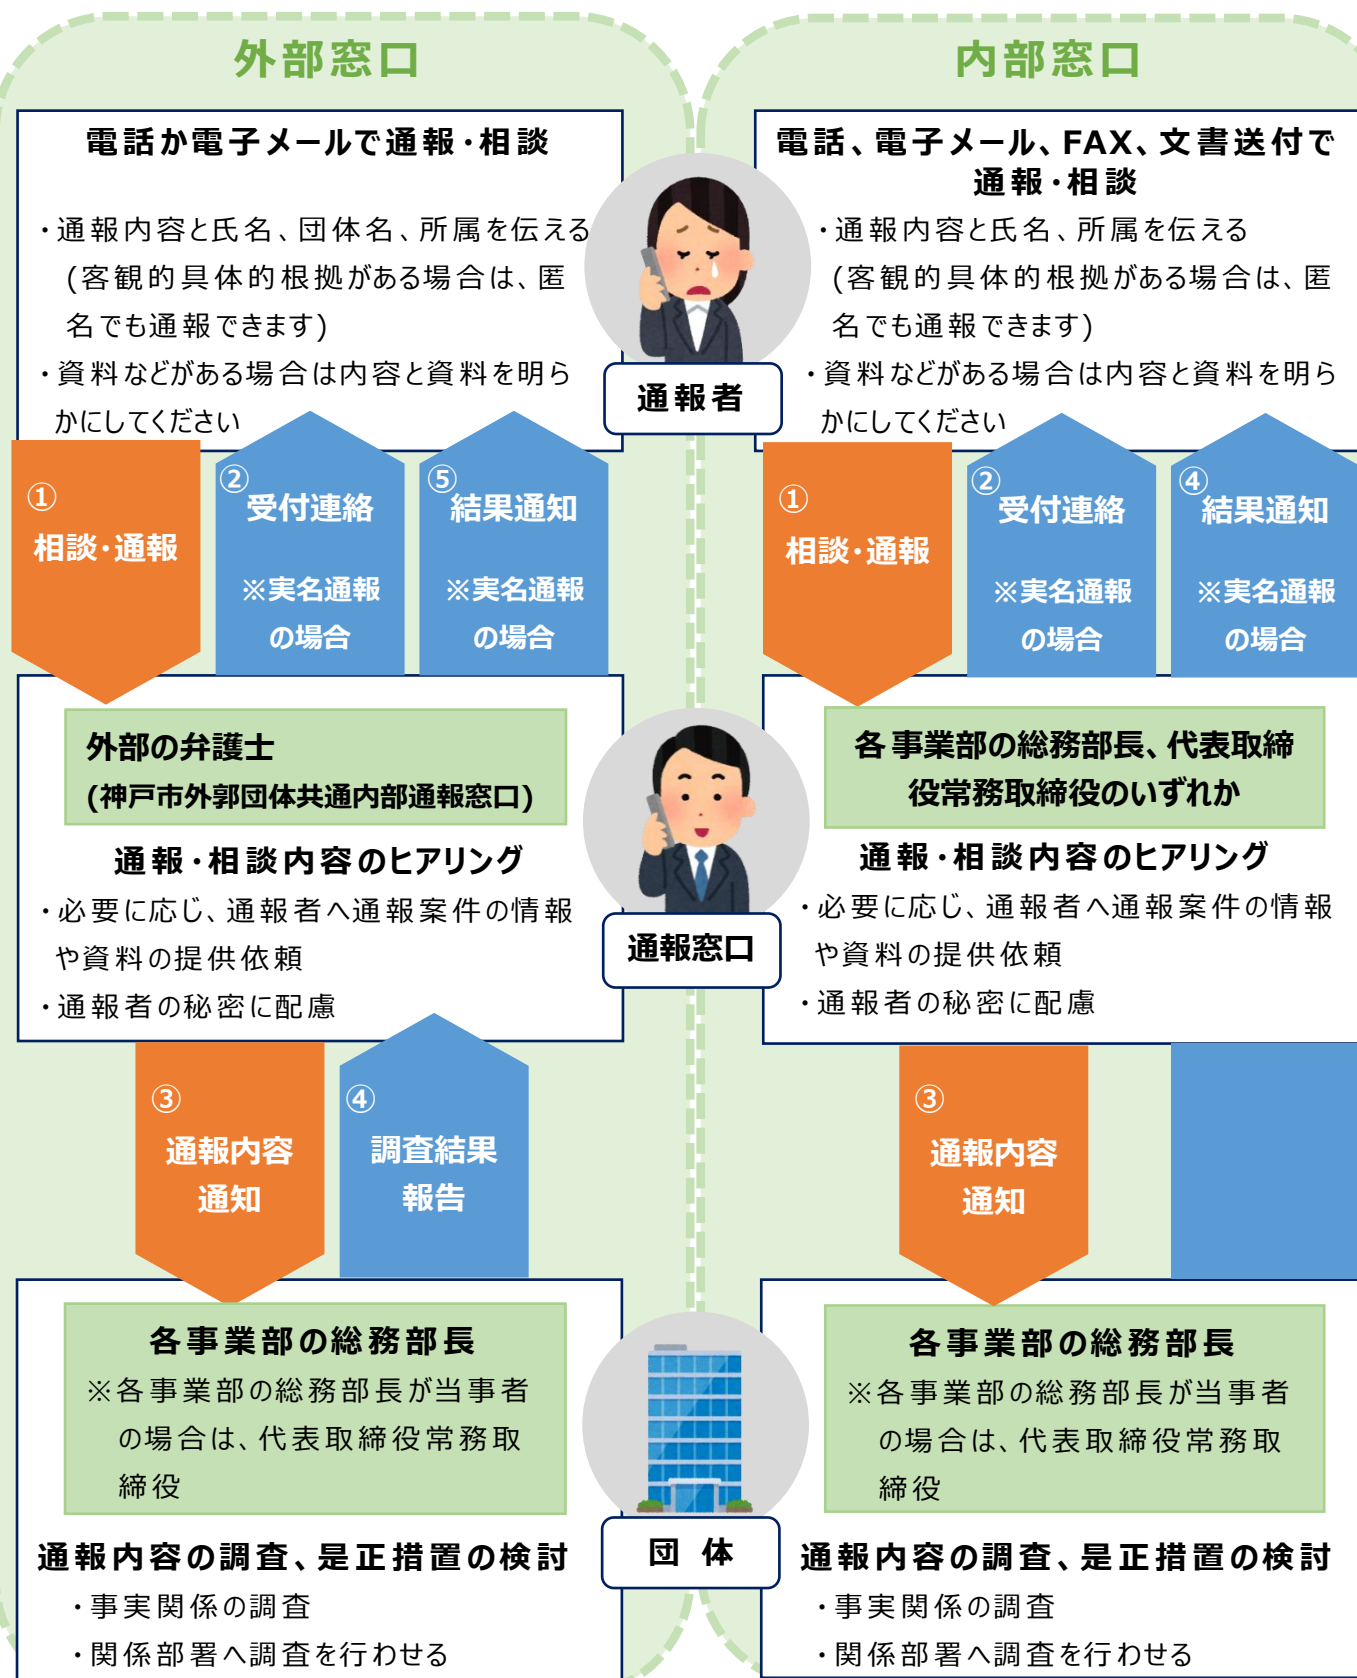 外部窓口
電話か電子メールで通報・相談
・通報内容と氏名、団体名、所属を伝える
(客観的具体的根拠がある場合は、匿
名でも通報できます)
・資料などがある場合は内容と資料を明ら
かにしてください
①
相談・通報
②
受付連絡
※実名通報
の場合
⑤
結果通知
※実名通報
の場合
外部の弁護士
(神戸市外郭団体共通内部通報窓口)
通報・相談内容のヒアリング
・必要に応じ、通報者へ通報案件の情報
や資料の提供依頼
・通報者の秘密に配慮
③
通報内容
通知
④
調査結果
報告
各事業部の総務部長
※各事業部の総務部長が当事者
の場合は、代表取締役常務取
締役
通報内容の調査、是正措置の検討
・事実関係の調査
・関係部署へ調査を行わせる
通報者
通報窓口
団 体
内部窓口
電話、電子メール、FAX、文書送付で
通報・相談
・通報内容と氏名、所属を伝える
(客観的具体的根拠がある場合は、匿
名でも通報できます)
・資料などがある場合は内容と資料を明ら
かにしてください
①
相談・通報
②
受付連絡
※実名通報
の場合
④
結果通知
※実名通報
の場合
各事業部の総務部長、代表取締
役常務取締役のいずれか
通報・相談内容のヒアリング
・必要に応じ、通報者へ通報案件の情報
や資料の提供依頼
・通報者の秘密に配慮
③
通報内容
通知
各事業部の総務部長
※各事業部の総務部長が当事者
の場合は、代表取締役常務取
締役
通報内容の調査、是正措置の検討
・事実関係の調査
・関係部署へ調査を行わせる